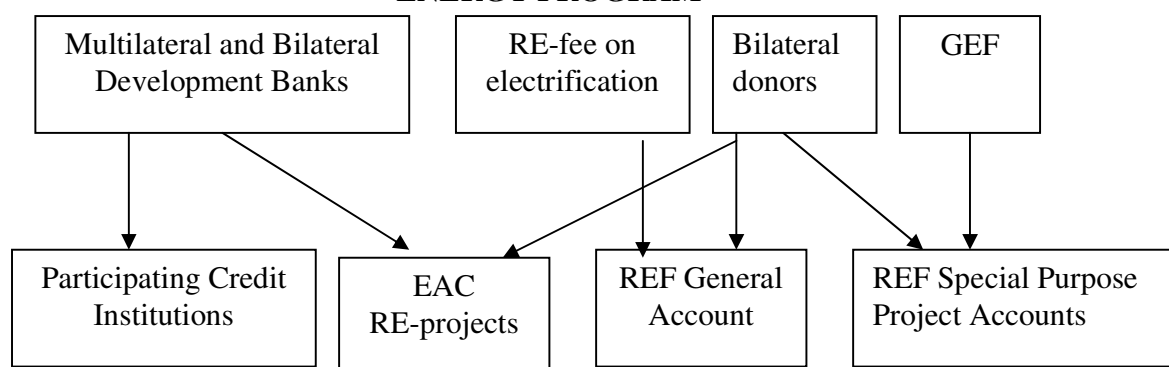 ENERGY PROGRAM
Multilateral and Bilateral
Development Banks
RE-fee on
electrification
Bilateral
donors
GEF
Participating Credit
Institutions
EAC
RE-projects
REF General
Account
REF Special Purpose
Project Accounts